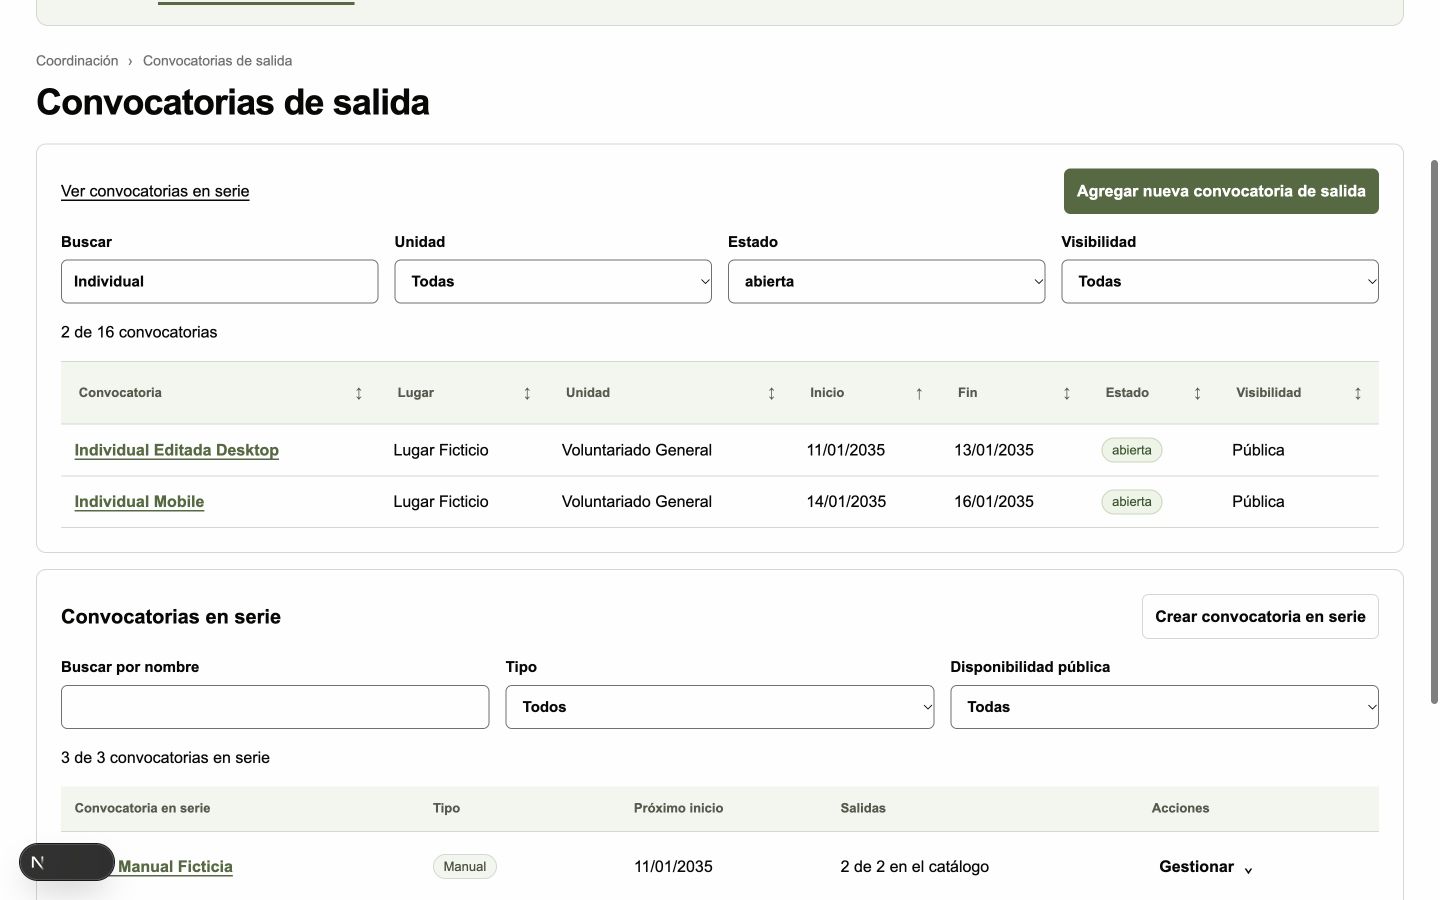 Coordinación › Convocatorias de salida
Convocatorias de salida
Ver convocatorias en serie
Agregar nueva convocatoria de salida
Buscar Unidad Estado Visibilidad
Individual Todas abierta Todas
2 de 16 convocatorias
Convocatoria ↕ Lugar ↕ Unidad ↕ Inicio ↑ Fin ↕ Estado ↕ Visibilidad ↕
Individual Editada Desktop Lugar Ficticio Voluntariado General 11/01/2035 13/01/2035 abierta Pública
Individual Mobile Lugar Ficticio Voluntariado General 14/01/2035 16/01/2035 abierta Pública
Convocatorias en serie
Crear convocatoria en serie
Buscar por nombre Tipo Disponibilidad pública
Todos Todas
3 de 3 convocatorias en serie
Convocatoria en serie Tipo Próximo inicio Salidas Acciones
Manual Ficticia Manual 11/01/2035 2 de 2 en el catálogo Gestionar
N